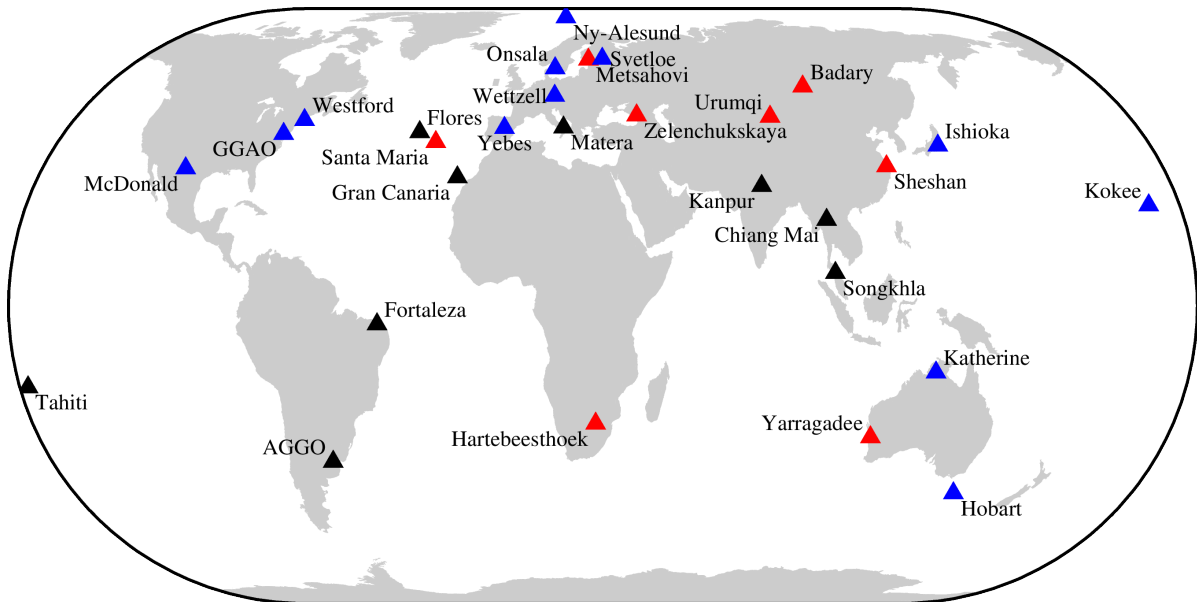 Ny-Alesund
Onsala
Svetloe
Metsahovi
Badary
Wettzell
Urumqi
Westford
Flores
Zelenchukskaya
Ishioka
GGAO
Santa Maria
Yebes
Matera
McDonald
Gran Canaria
Sheshan
Kanpur
Kokee
Chiang Mai
Songkhla
Fortaleza
Katherine
Tahiti
Yarragadee
Hartebeesthoek
AGGO
Hobart